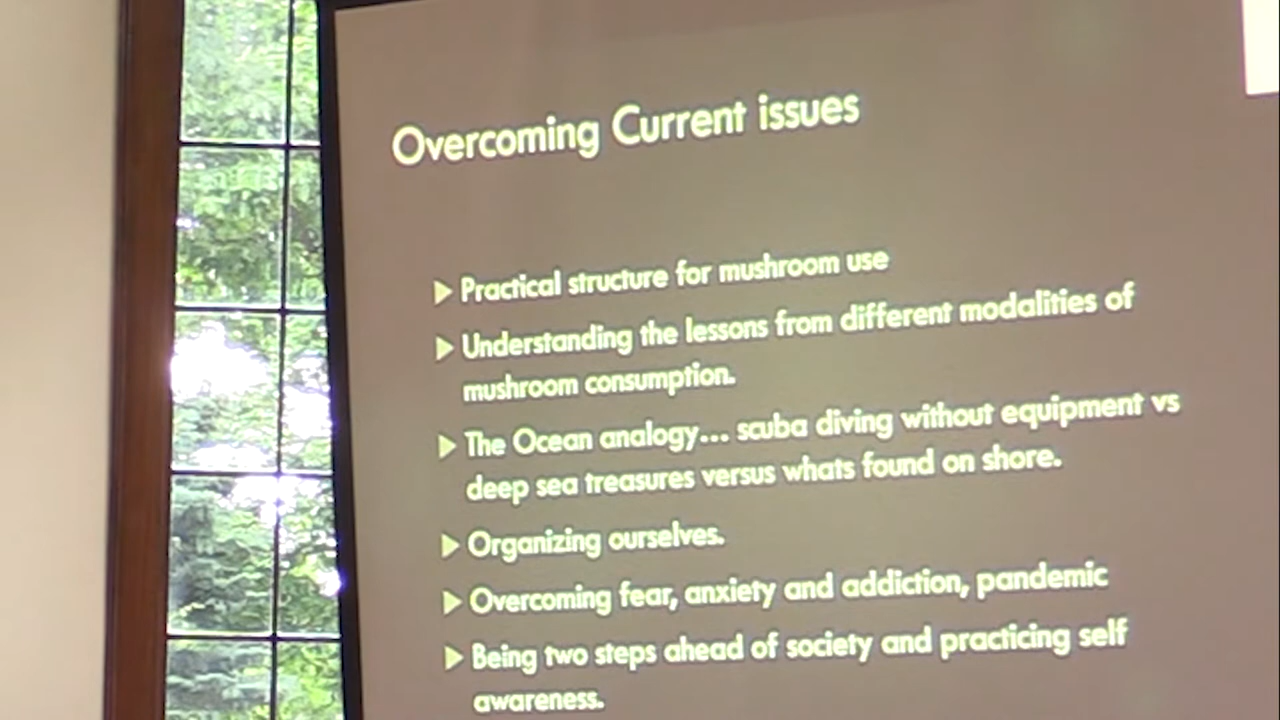 Overcoming Current issues
Practical structure for mushroom use
Understanding the lessons from different modalities of
mushroom consumption.
The Ocean analogy... scuba diving without equipment vs
deep sea treasures versus whats found on shore.
Organizing ourselves.
Overcoming fear, anxiety and addiction, pandemic
Being two steps ahead of society and practicing self
awareness.